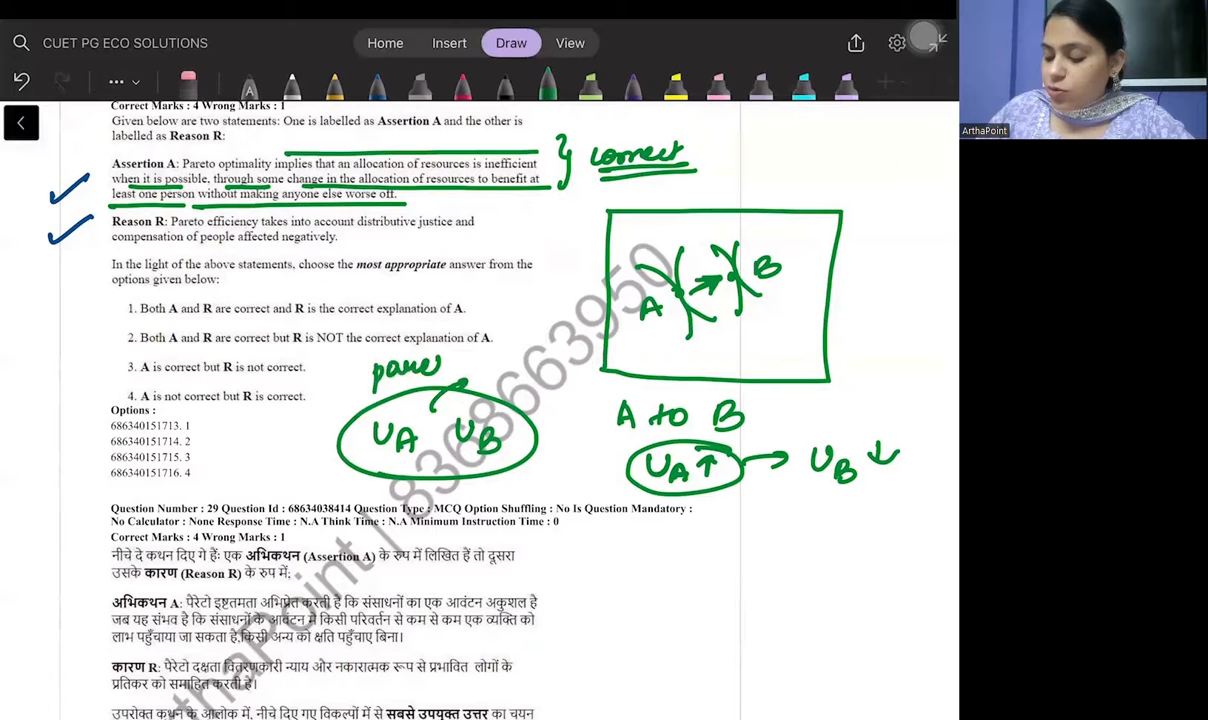 CUET PG ECO SOLUTIONS
Home Insert Draw View
A
Correct Marks : 4 Wrong Marks : 1
Given below are two statements: One is labelled as Assertion A and the other is
labelled as Reason R:
Assertion A: Pareto optimality implies that an allocation of resources is inefficient
when it is possible, through some change in the allocation of resources to benefit at
least one person without making anyone else worse off.
correct
Reason R: Pareto efficiency takes into account distributive justice and
compensation of people affected negatively.
In the light of the above statements, choose the most appropriate answer from the
options given below:
1. Both A and R are correct and R is the correct explanation of A.
2. Both A and R are correct but R is NOT the correct explanation of A.
3. A is correct but R is not correct.
4. A is not correct but R is correct.
Options :
686340151713. 1
686340151714. 2
686340151715. 3
686340151716. 4
A B
A to B
UA UB
UA↑ → UB↓
ArthaPoint
thaPoint | 8368663950
Question Number : 29 Question Id : 68634038414 Question Type : MCQ Option Shuffling : No Is Question Mandatory :
No Calculator : None Response Time : N.A Think Time : N.A Minimum Instruction Time : 0
Correct Marks : 4 Wrong Marks : 1
नीचे दे कथन दिए गे हैंः एक अभिकथन (Assertion A) के रुप में लिखित हैं तो दूसरा
उसके कारण (Reason R) के रुप में;
अभिकथन A: पैरेटो इष्टतमता अभिप्रेत करती है कि संसाधनों का एक आवंटन अकुशल है
जब यह संभव है कि संसाधनों के आवंटन में किसी परिवर्तन से कम से कम एक व्यक्ति को
लाभ पहुँचाया जा सकता है,किसी अन्य को क्षति पहुँचाए बिना।
कारण R: पैरेटो दक्षता वितरणकारी न्याय और नकारात्मक रूप से प्रभावित लोगों के
प्रतिकर को समाहित करती है।
उपरोक्त कथन के आलोक में, नीचे दिए गए विकल्पों में से सबसे उपयुक्त उत्तर का चयन